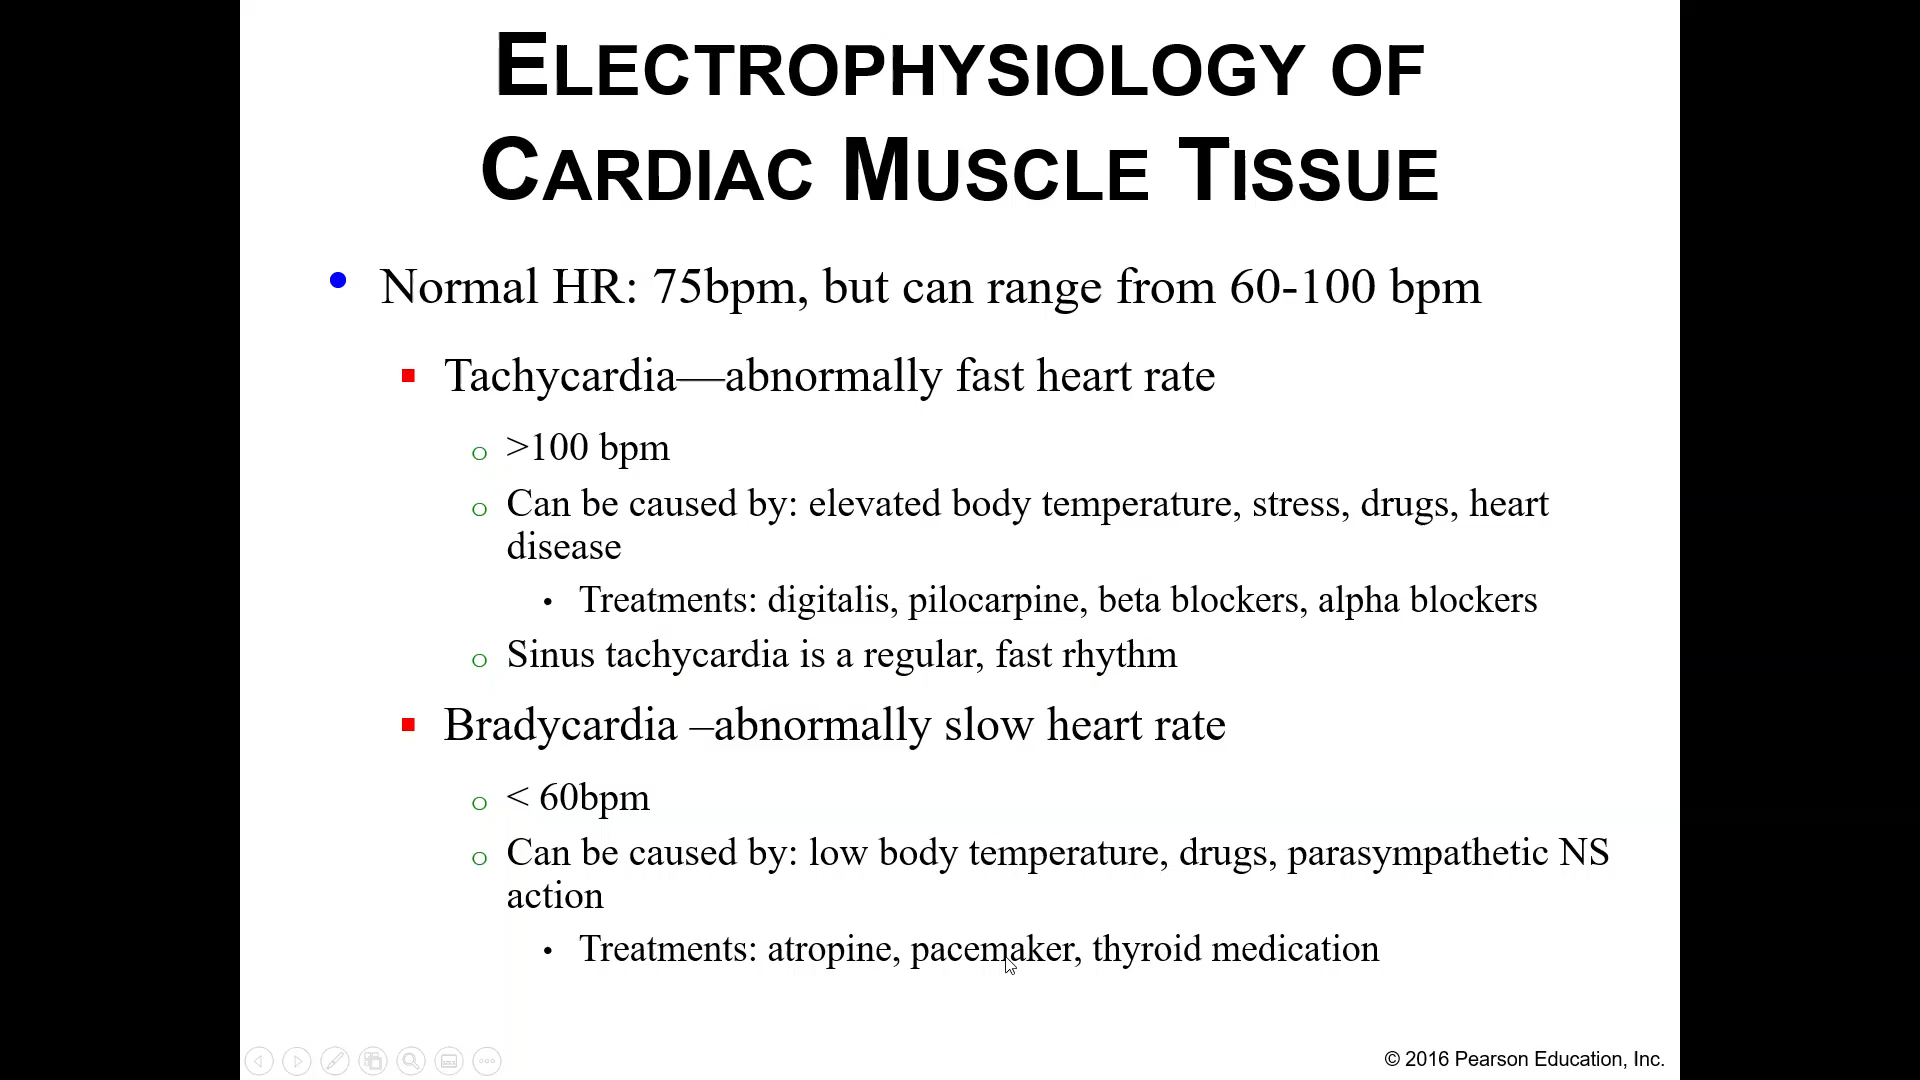 ELECTROPHYSIOLOGY OF
CARDIAC MUSCLE TISSUE
• Normal HR: 75bpm, but can range from 60-100 bpm
▪ Tachycardia—abnormally fast heart rate
o >100 bpm
o Can be caused by: elevated body temperature, stress, drugs, heart
disease
• Treatments: digitalis, pilocarpine, beta blockers, alpha blockers
o Sinus tachycardia is a regular, fast rhythm
▪ Bradycardia –abnormally slow heart rate
o < 60bpm
o Can be caused by: low body temperature, drugs, parasympathetic NS
action
• Treatments: atropine, pacemaker, thyroid medication
© 2016 Pearson Education, Inc.